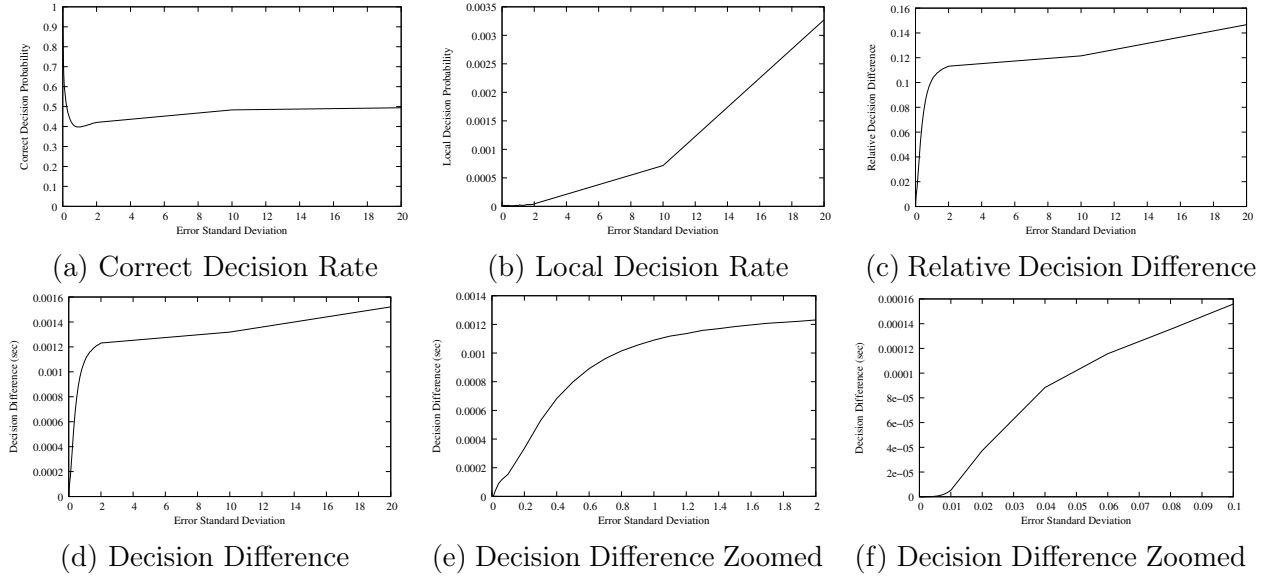 1
0.9
0.8
0.7
0.6
0.5
0.4
0.3
0.2
0.1
0
Correct Decision Probability
0 2 4 6 8 10 12 14 16 18 20
Error Standard Deviation
(a) Correct Decision Rate
0.0035
0.003
0.0025
0.002
0.0015
0.001
0.0005
0
Local Decision Probability
0 2 4 6 8 10 12 14 16 18 20
Error Standard Deviation
(b) Local Decision Rate
0.16
0.14
0.12
0.1
0.08
0.06
0.04
0.02
0
Relative Decision Difference
0 2 4 6 8 10 12 14 16 18 20
Error Standard Deviation
(c) Relative Decision Difference
0.0016
0.0014
0.0012
0.001
0.0008
0.0006
0.0004
0.0002
0
Decision Difference (sec)
0 2 4 6 8 10 12 14 16 18 20
Error Standard Deviation
(d) Decision Difference
0.0014
0.0012
0.001
0.0008
0.0006
0.0004
0.0002
0
Decision Difference (sec)
0 0.2 0.4 0.6 0.8 1 1.2 1.4 1.6 1.8 2
Error Standard Deviation
(e) Decision Difference Zoomed
0.00016
0.00014
0.00012
0.0001
8e−05
6e−05
4e−05
2e−05
0
Decision Difference (sec)
0 0.01 0.02 0.03 0.04 0.05 0.06 0.07 0.08 0.09 0.1
Error Standard Deviation
(f) Decision Difference Zoomed